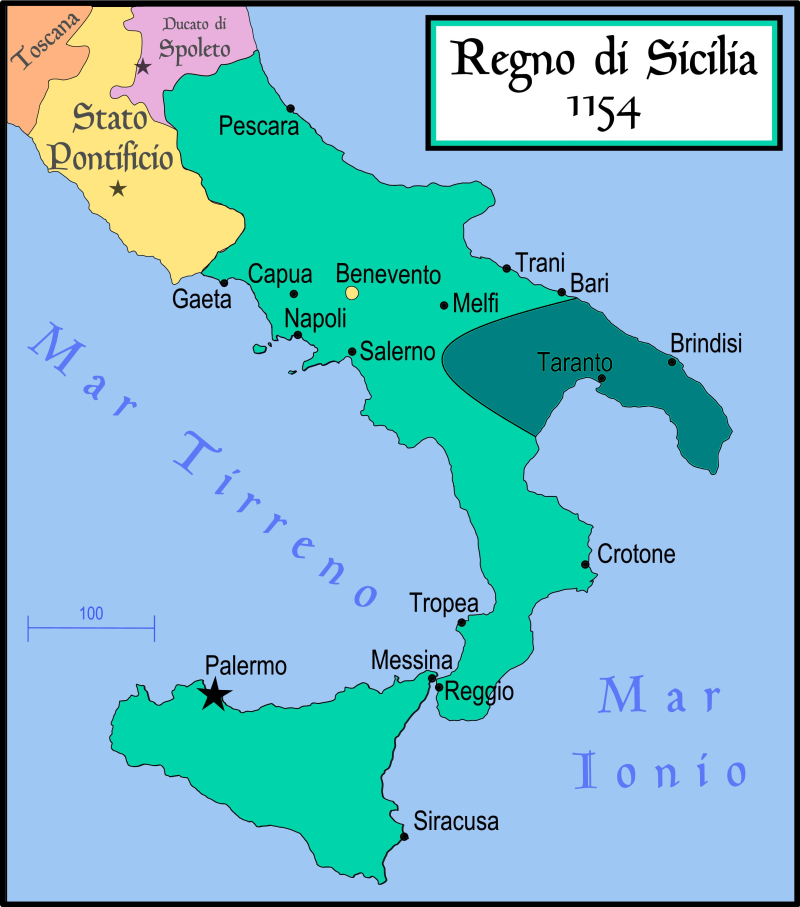 Toscana
Ducato di
Spoleto
Regno di Sicilia
1154
Stato
Pontificio
Pescara
Trani
Capua
Benevento
Bari
Gaeta
Melfi
Napoli
Salerno
Brindisi
Taranto
Mar Tirreno
Crotone
Tropea
100
Palermo
Messina
Reggio
Mar
Ionio
Siracusa